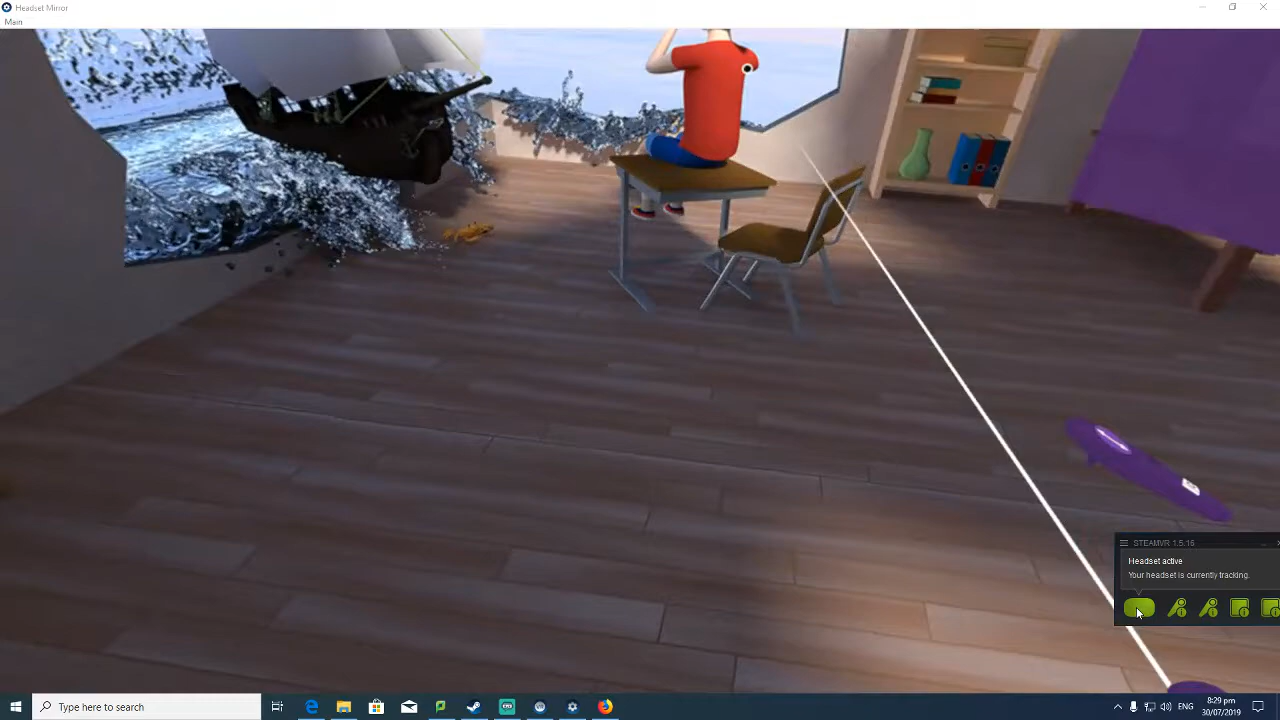 Headset Mirror
Main
STEAMVR 1.5.16
Headset active
Your headset is currently tracking.
Type here to search
ENG
8:29 pm
30/07/2019